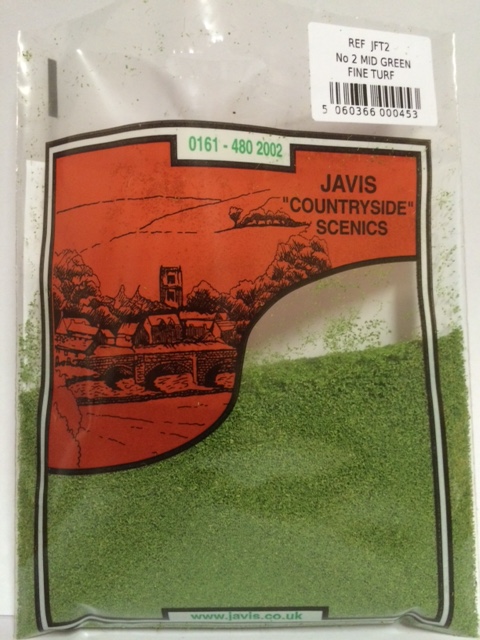 REF JFT2
No 2 MID GREEN
FINE TURF
5 060366 000453
0161 - 480 2002
JAVIS
"COUNTRYSIDE"
SCENICS
www.javis.co.uk